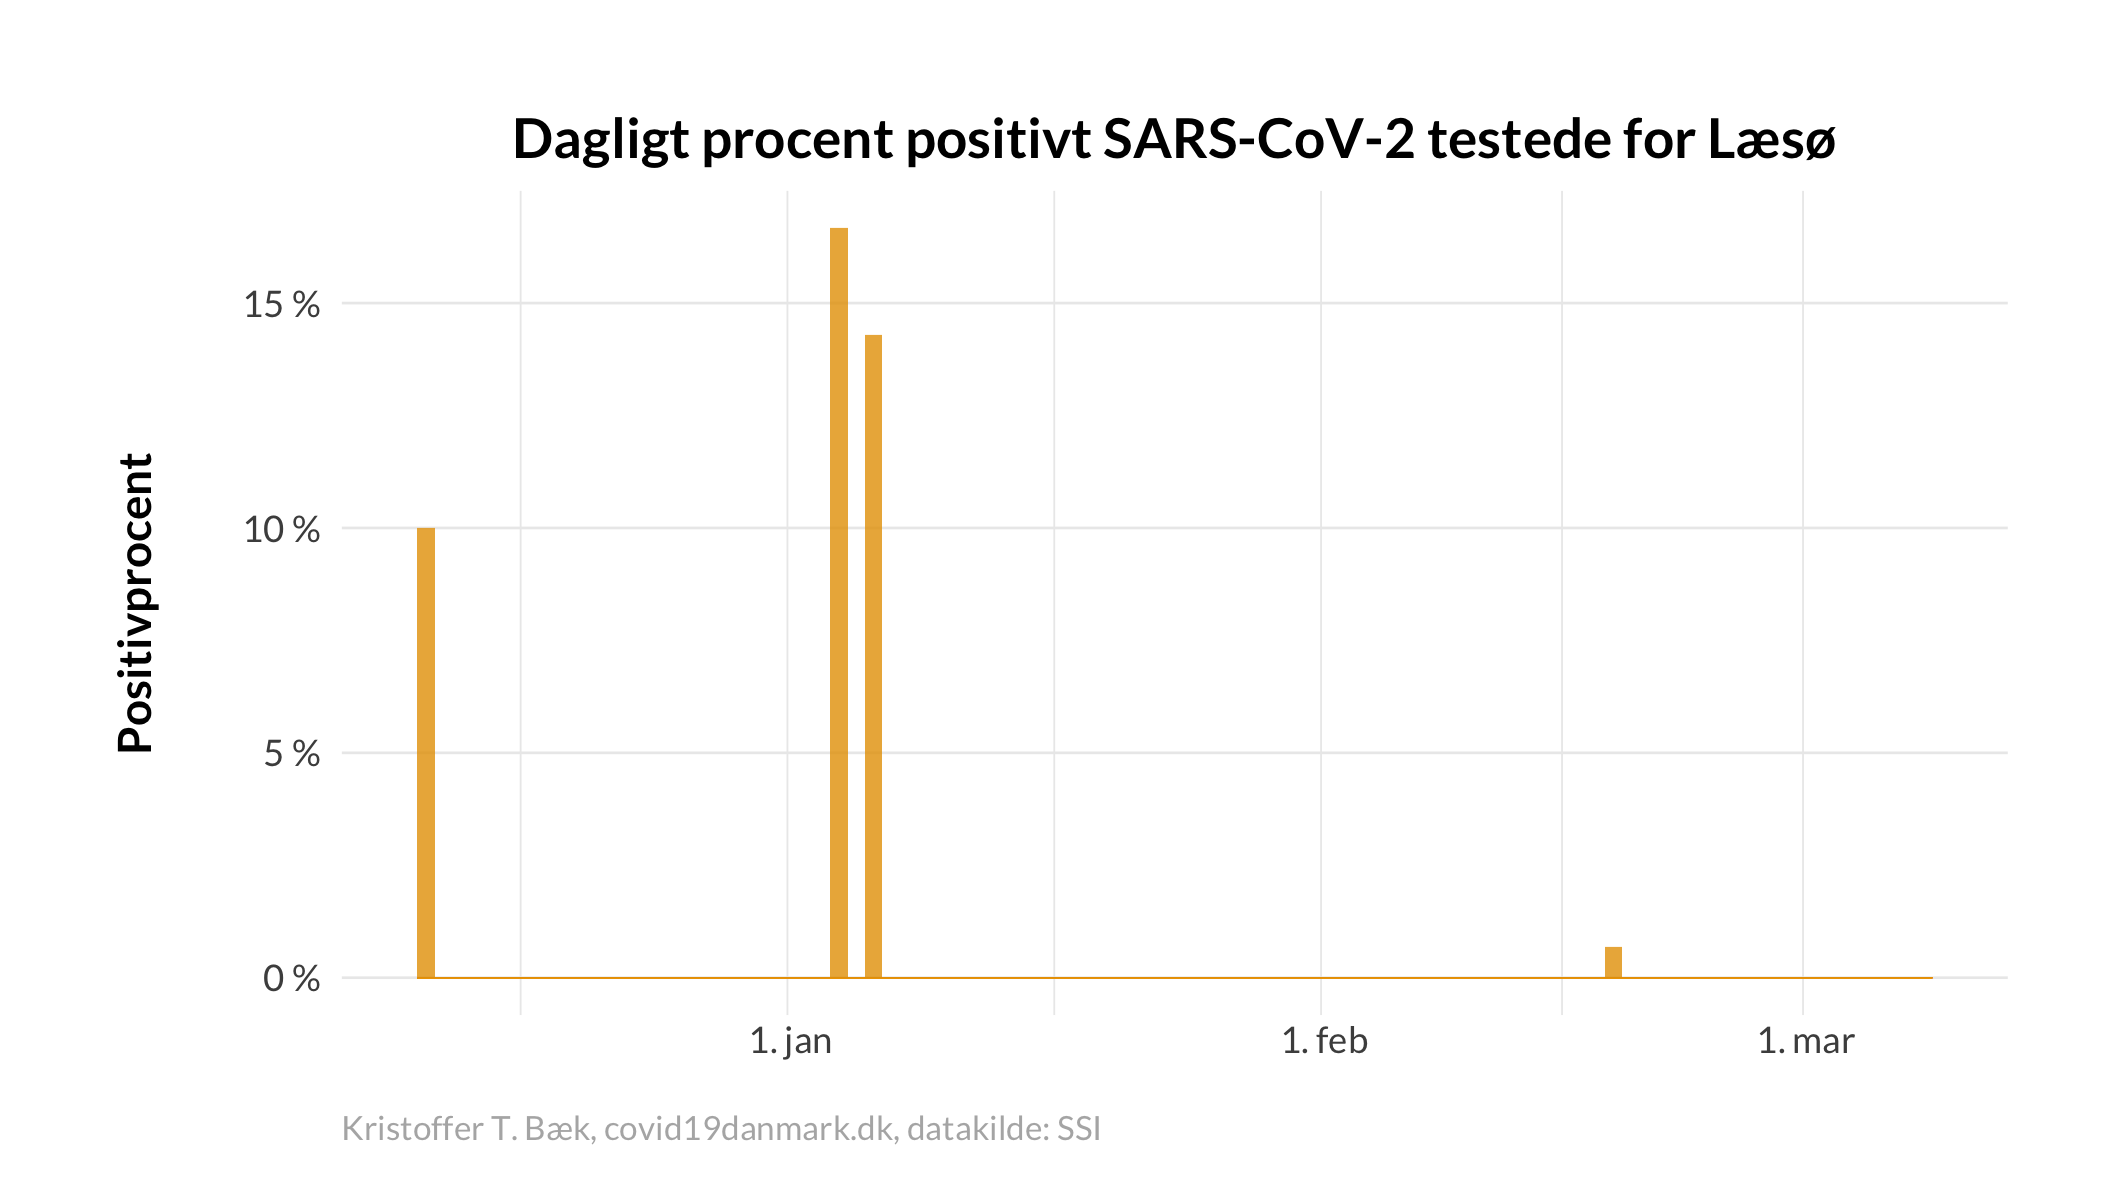 Dagligt procent positivt SARS-CoV-2 testede for Læsø
Positivprocent
15 %
10 %
5 %
0 %
1. jan
1. feb
1. mar
Kristoffer T. Bæk, covid19danmark.dk, datakilde: SSI